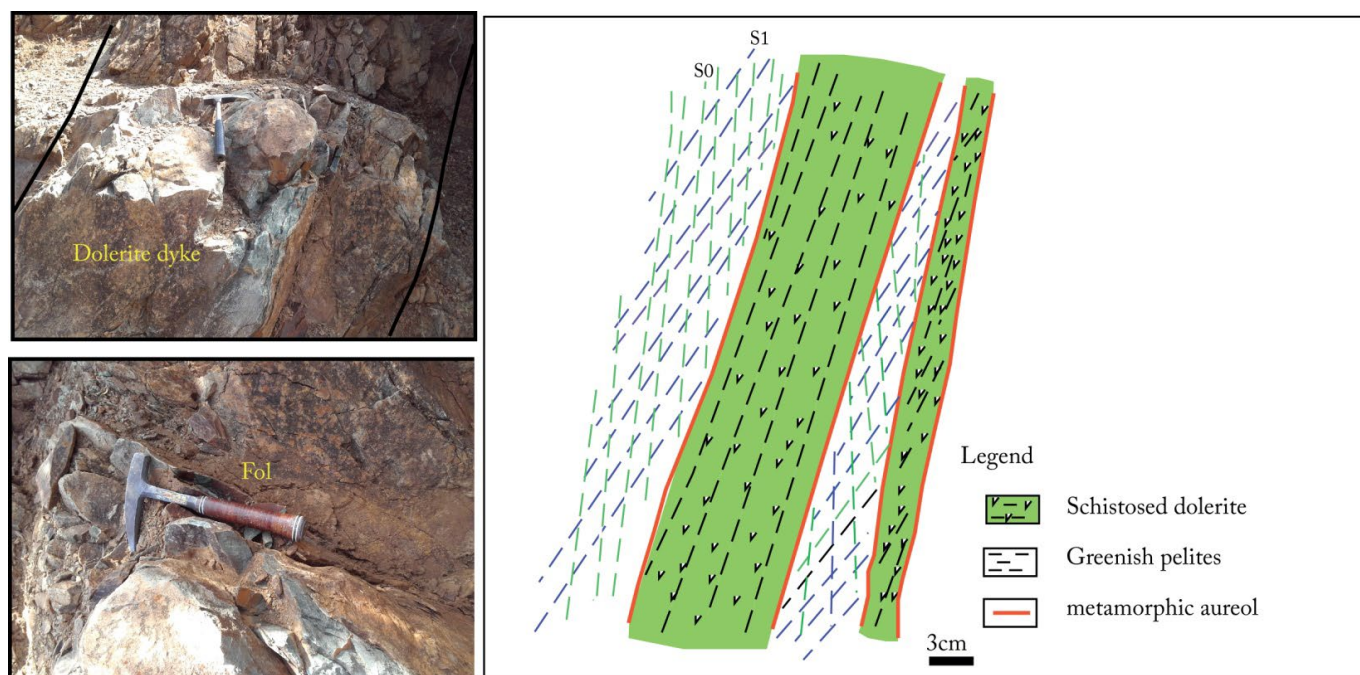 Dolerite dyke
Fol
S1
S0
Legend
Schistosed dolerite
Greenish pelites
metamorphic aureol
3cm